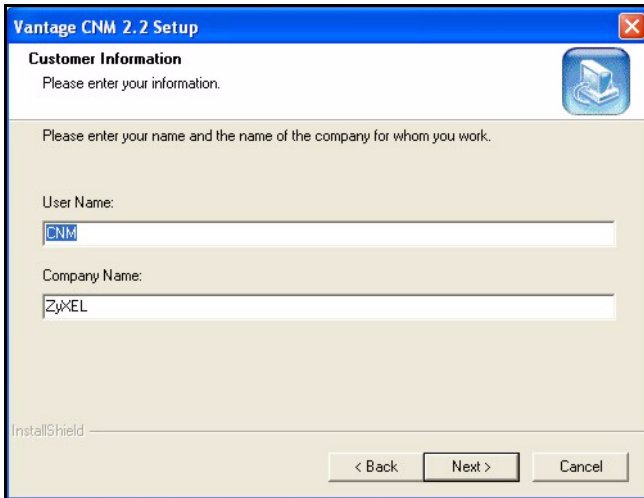 Vantage CNM 2.2 Setup
Customer Information
Please enter your information.
Please enter your name and the name of the company for whom you work.
User Name:
CNM
Company Name:
ZyXEL
InstallShield
< Back
Next >
Cancel